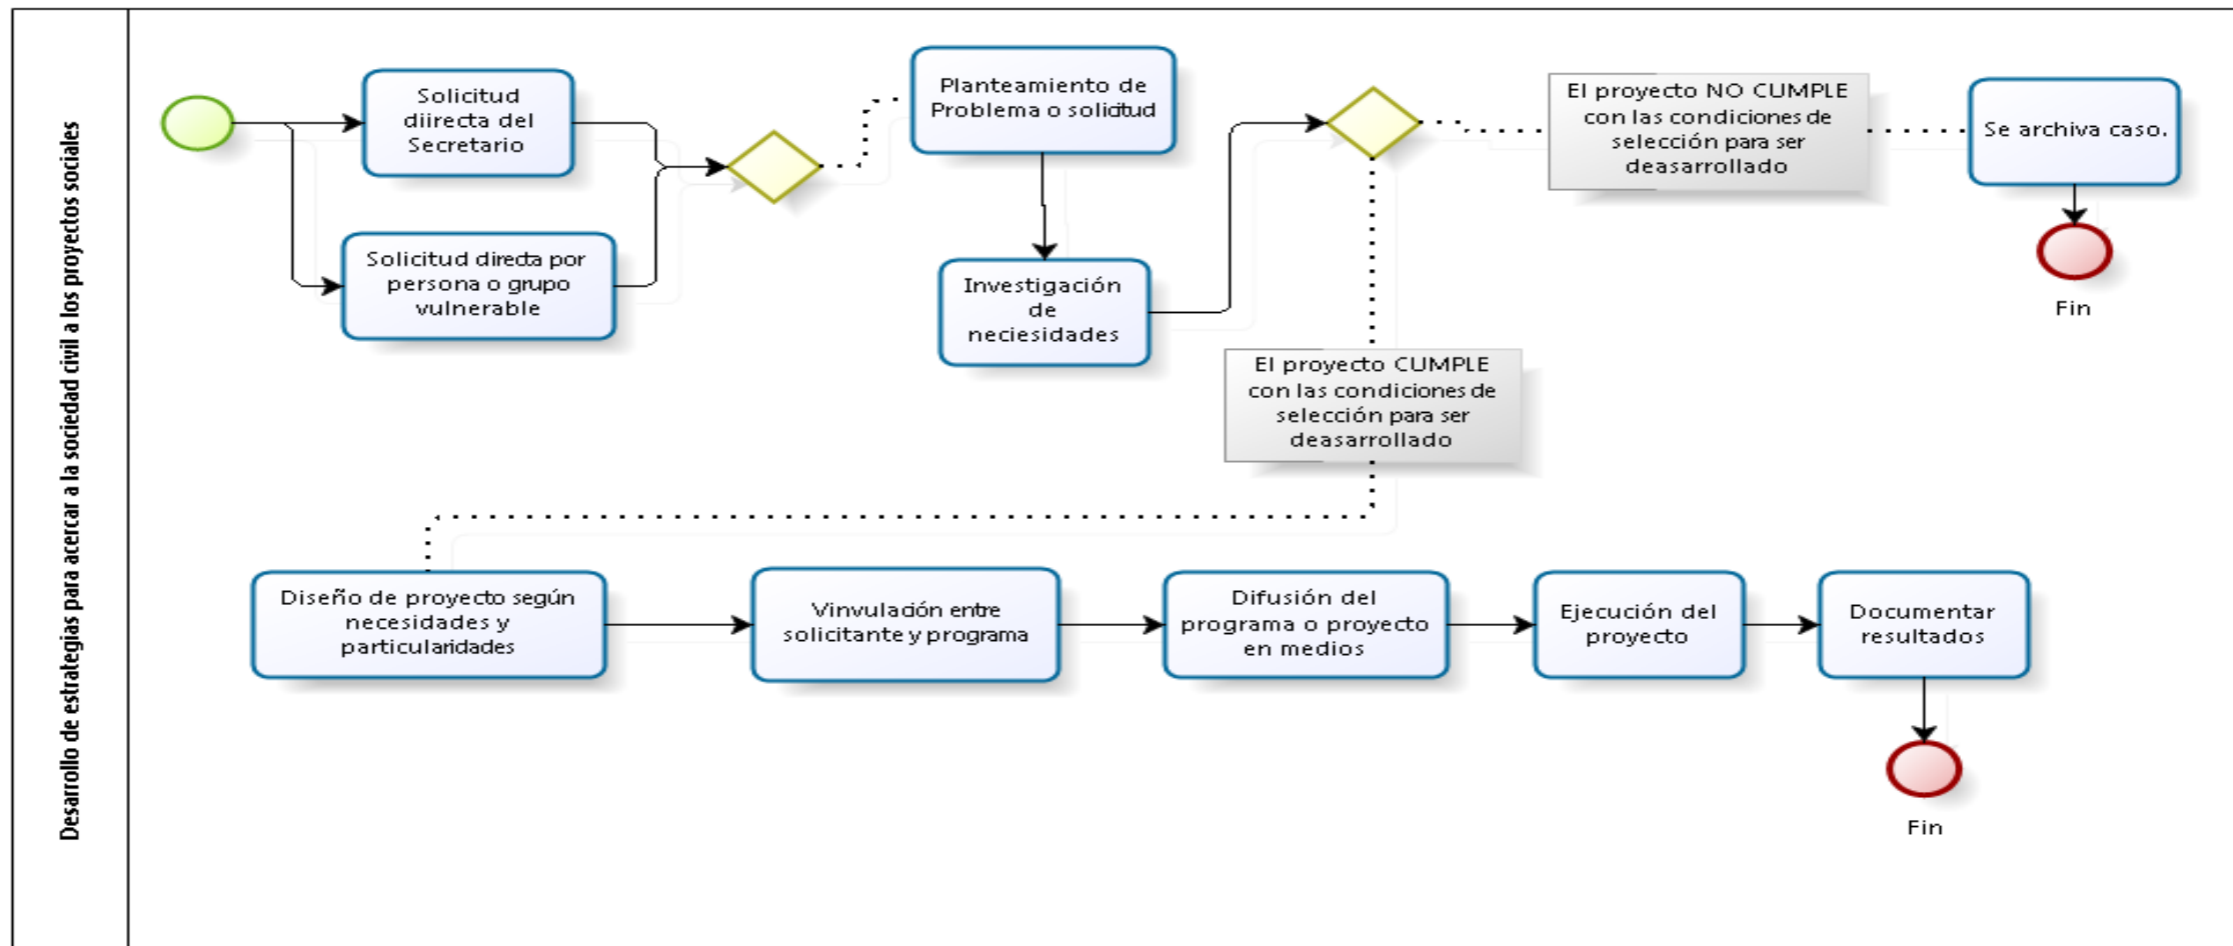 Desarrollo de estrategias para acercar a la sociedad civil a los proyectos sociales
Solicitud
diirecta del
Secretario
Solicitud directa por
persona o grupo
vulnerable
Planteamiento de
Problema o solicitud
Investigación
de
neciesidades
El proyecto NO CUMPLE
con las condiciones de
selección para ser
deasarrollado
Se archiva caso.
Fin
El proyecto CUMPLE
con las condiciones de
selección para ser
deasarrollado
Diseño de proyecto según
necesidades y
particularidades
Vinvulación entre
solicitante y programa
Difusión del
programa o proyecto
en medios
Ejecución del
proyecto
Documentar
resultados
Fin